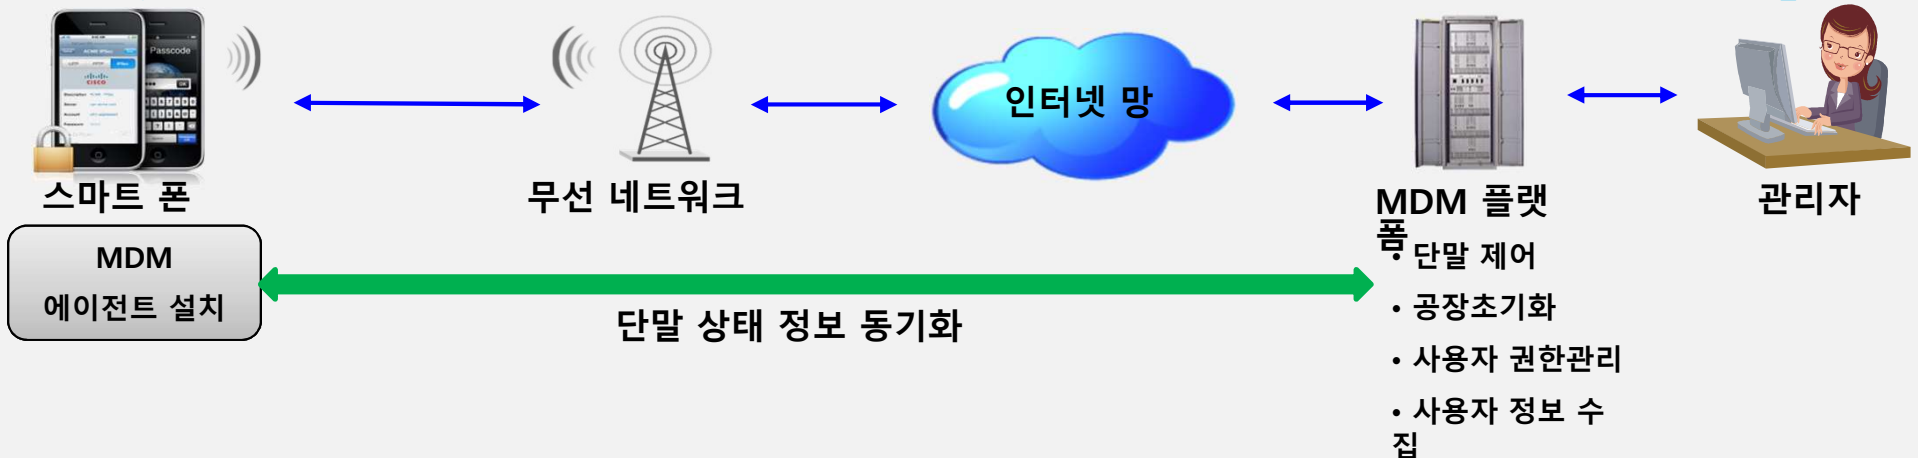 Passcode
CISCO
인터넷 망
스마트 폰
무선 네트워크
MDM 플랫
폼
관리자
MDM
에이전트 설치
단말 상태 정보 동기화
• 단말 제어
• 공장초기화
• 사용자 권한관리
• 사용자 정보 수
집